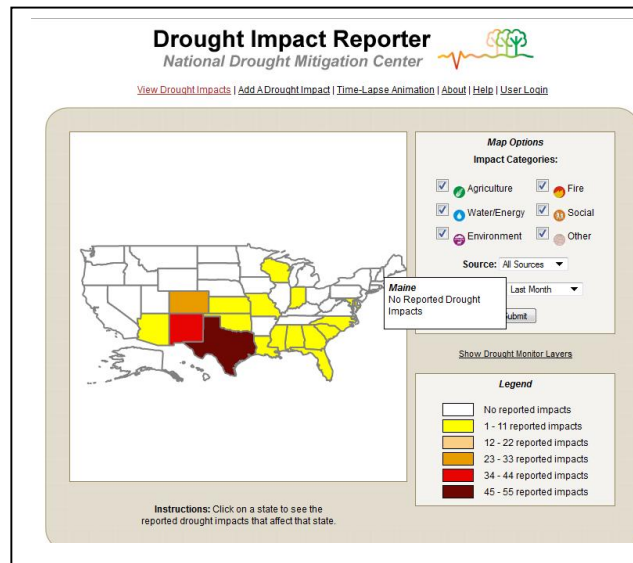 Drought Impact Reporter
National Drought Mitigation Center
View Drought Impacts | Add A Drought Impact | Time-Lapse Animation | About | Help | User Login
Map Options
Impact Categories:
Agriculture
Fire
Water/Energy
Social
Environment
Other
Source: All Sources
Last Month
Maine
No Reported Drought
Impacts
Show Drought Monitor Layers
Legend
No reported impacts
1 - 11 reported impacts
12 - 22 reported impacts
23 - 33 reported impacts
34 - 44 reported impacts
45 - 55 reported impacts
Instructions: Click on a state to see the
reported drought impacts that affect that state.